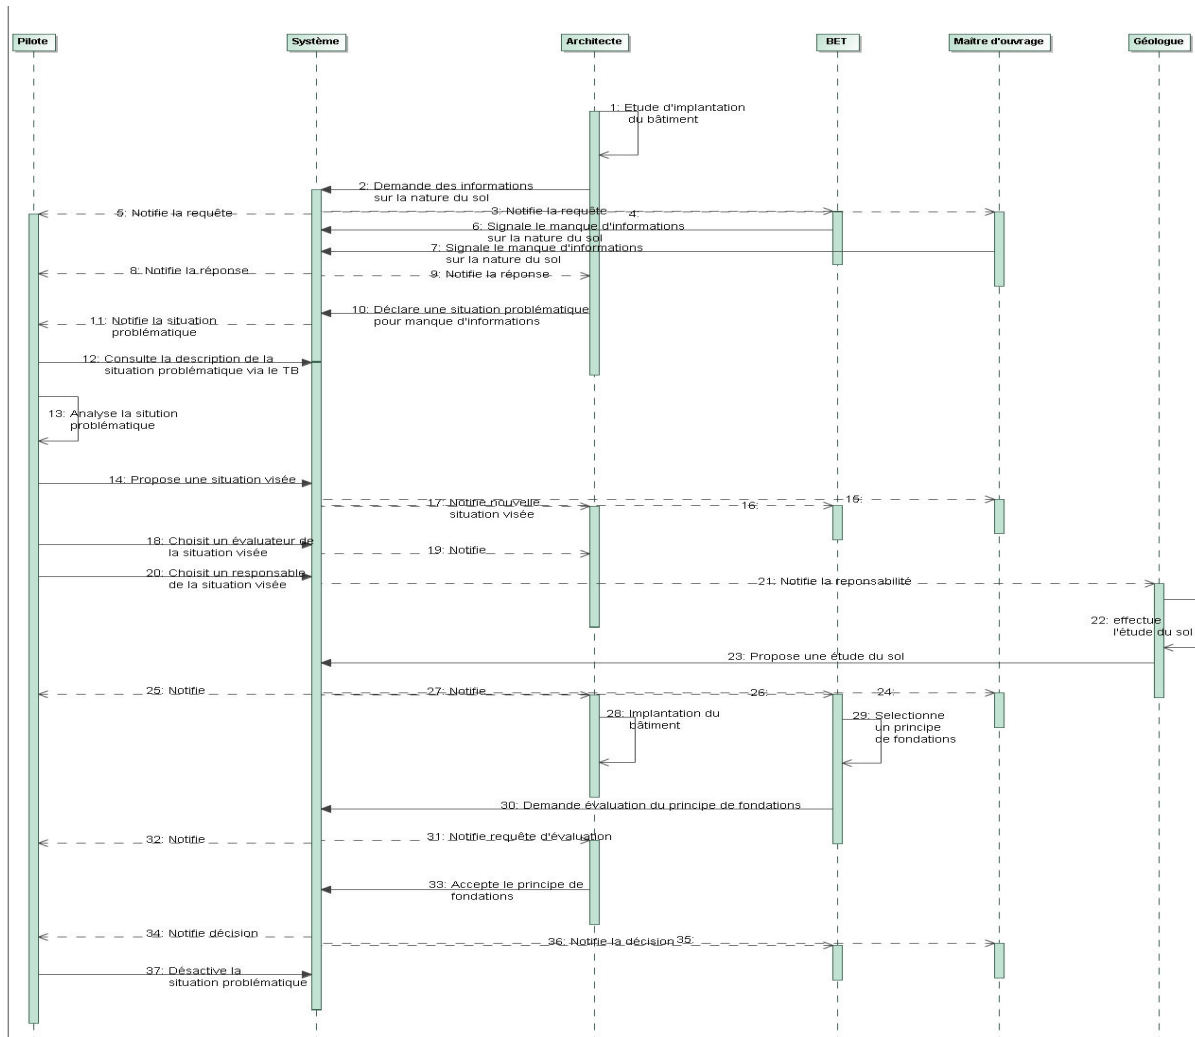 Pilote
Système
Architecte
BET
Maître d'ouvrage
Géologue
1: Etude d'implantation
du bâtiment
2: Demande des informations
sur la nature du sol
5: Notifie la requête
3: Notifie la requête
4:
6: Signale le manque d'informations
sur la nature du sol
7: Signale le manque d'informations
sur la nature du sol
8: Notifie la réponse
9: Notifie la réponse
10: Déclare une situation problématique
pour manque d'informations
11: Notifie la situation
problématique
12: Consulte la description de la
situation problématique via le TB
13: Analyse la sitution
problématique
14: Propose une situation visée
15:
17: Notifie nouvelle
situation visée
16:
18: Choisit un évaluateur de
la situation visée
19: Notifie
20: Choisit un responsable
de la situation visée
21: Notifie la reponsabilité
22: effectue
l'étude du sol
23: Propose une étude du sol
25: Notifie
27: Notifie
26:
24:
28: Implantation du
bâtiment
29: Selectionne
un principe
de fondations
30: Demande évaluation du principe de fondations
31: Notifie requête d'évaluation
32: Notifie
33: Accepte le principe de
fondations
34: Notifie décision
36: Notifie la décision
35:
37: Désactive la
situation problématique